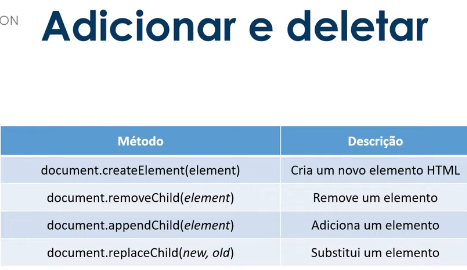 ON
Adicionar e deletar
Método Descrição
document.createElement(element) Cria um novo elemento HTML
document.removeChild(element) Remove um elemento
document.appendChild(element) Adiciona um elemento
document.replaceChild(new, old) Substitui um elemento